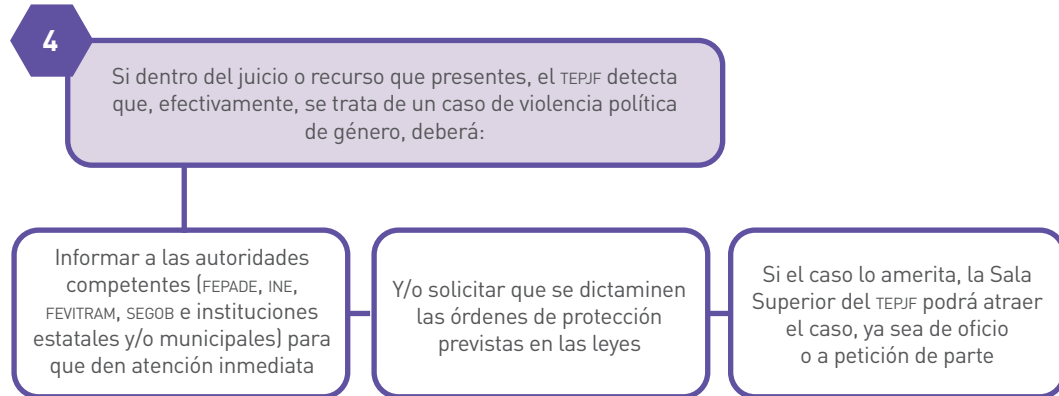 4
Si dentro del juicio o recurso que presentes, el TEPJF detecta
que, efectivamente, se trata de un caso de violencia política
de género, deberá:
Informar a las autoridades
competentes (FEPADE, INE,
FEVITRAM, SEGOB e instituciones
estatales y/o municipales) para
que den atención inmediata
Y/o solicitar que se dictaminen
las órdenes de protección
previstas en las leyes
Si el caso lo amerita, la Sala
Superior del TEPJF podrá atraer
el caso, ya sea de oficio
o a petición de parte